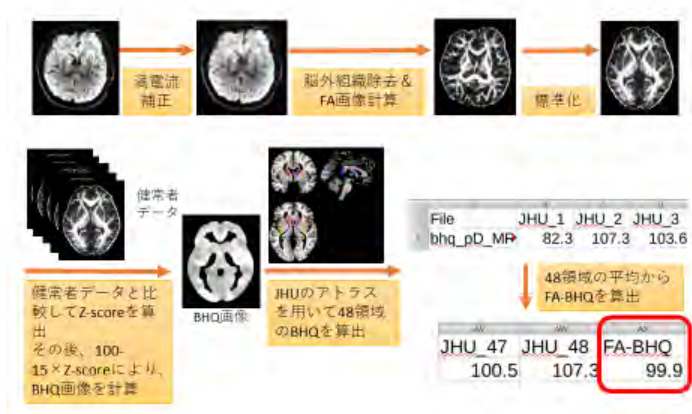 渦電流
補正
脳外組織除去&
FA画像計算
標準化
健常者
データ
健常者データと比
較してZ-scoreを算
出
その後、100-
15×Z-scoreにより、
BHQ画像を計算
BHQ画像
JHUのアトラス
を用いて48領域
のBHQを算出
File JHU_1 JHU_2 JHU_3
bhq_pD_MR 82.3 107.3 103.6
48領域の平均から
FA-BHQを算出
JHU_47 JHU_48 FA-BHQ
100.5 107.3 99.9